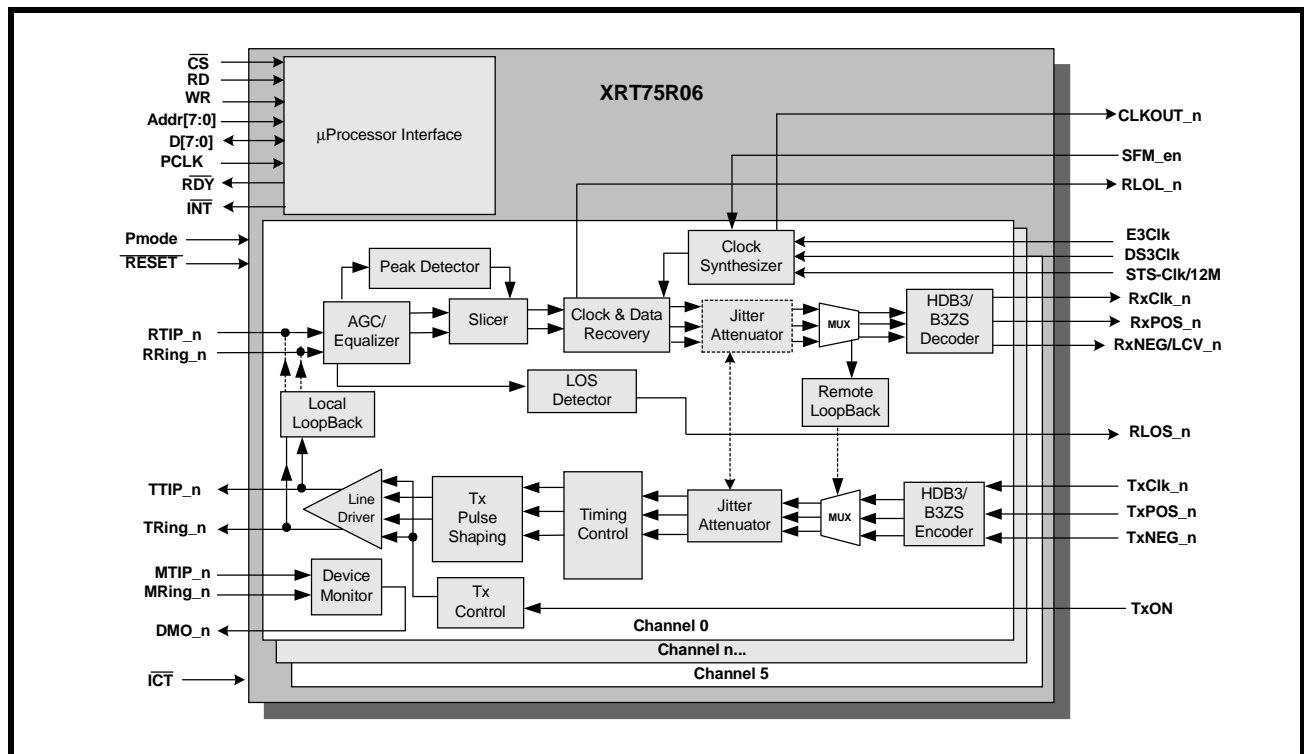 XRT75R06
CS
RD
WR
Addr[7:0]
D[7:0]
PCLK
RDY
INT
Pmode
RESET
µProcessor Interface
CLKOUT_n
SFM_en
RLOL_n
E3Clk
DS3Clk
STS-Clk/12M
RxClk_n
RxPOS_n
RxNEG/LCV_n
Clock
Synthesizer
Peak Detector
RTIP_n
RRing_n
AGC/
Equalizer
Slicer
Clock & Data
Recovery
Jitter
Attenuator
MUX
HDB3/
B3ZS
Decoder
LOS
Detector
Remote
LoopBack
Local
LoopBack
RLOS_n
TTIP_n
TRing_n
Line
Driver
Tx
Pulse
Shaping
Timing
Control
Jitter
Attenuator
MUX
HDB3/
B3ZS
Encoder
TxClk_n
TxPOS_n
TxNEG_n
MTIP_n
MRing_n
DMO_n
Device
Monitor
Tx
Control
TxON
Channel 0
Channel n...
Channel 5
ICT